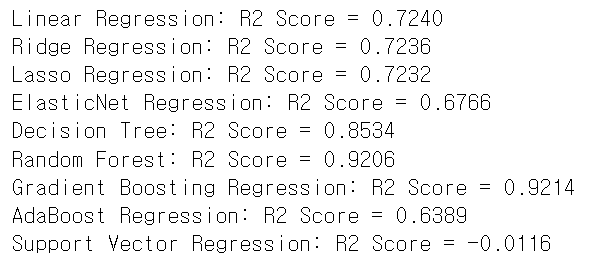 Linear Regression: R2 Score = 0.7240
Ridge Regression: R2 Score = 0.7236
Lasso Regression: R2 Score = 0.7232
ElasticNet Regression: R2 Score = 0.6766
Decision Tree: R2 Score = 0.8534
Random Forest: R2 Score = 0.9206
Gradient Boosting Regression: R2 Score = 0.9214
AdaBoost Regression: R2 Score = 0.6389
Support Vector Regression: R2 Score = -0.0116